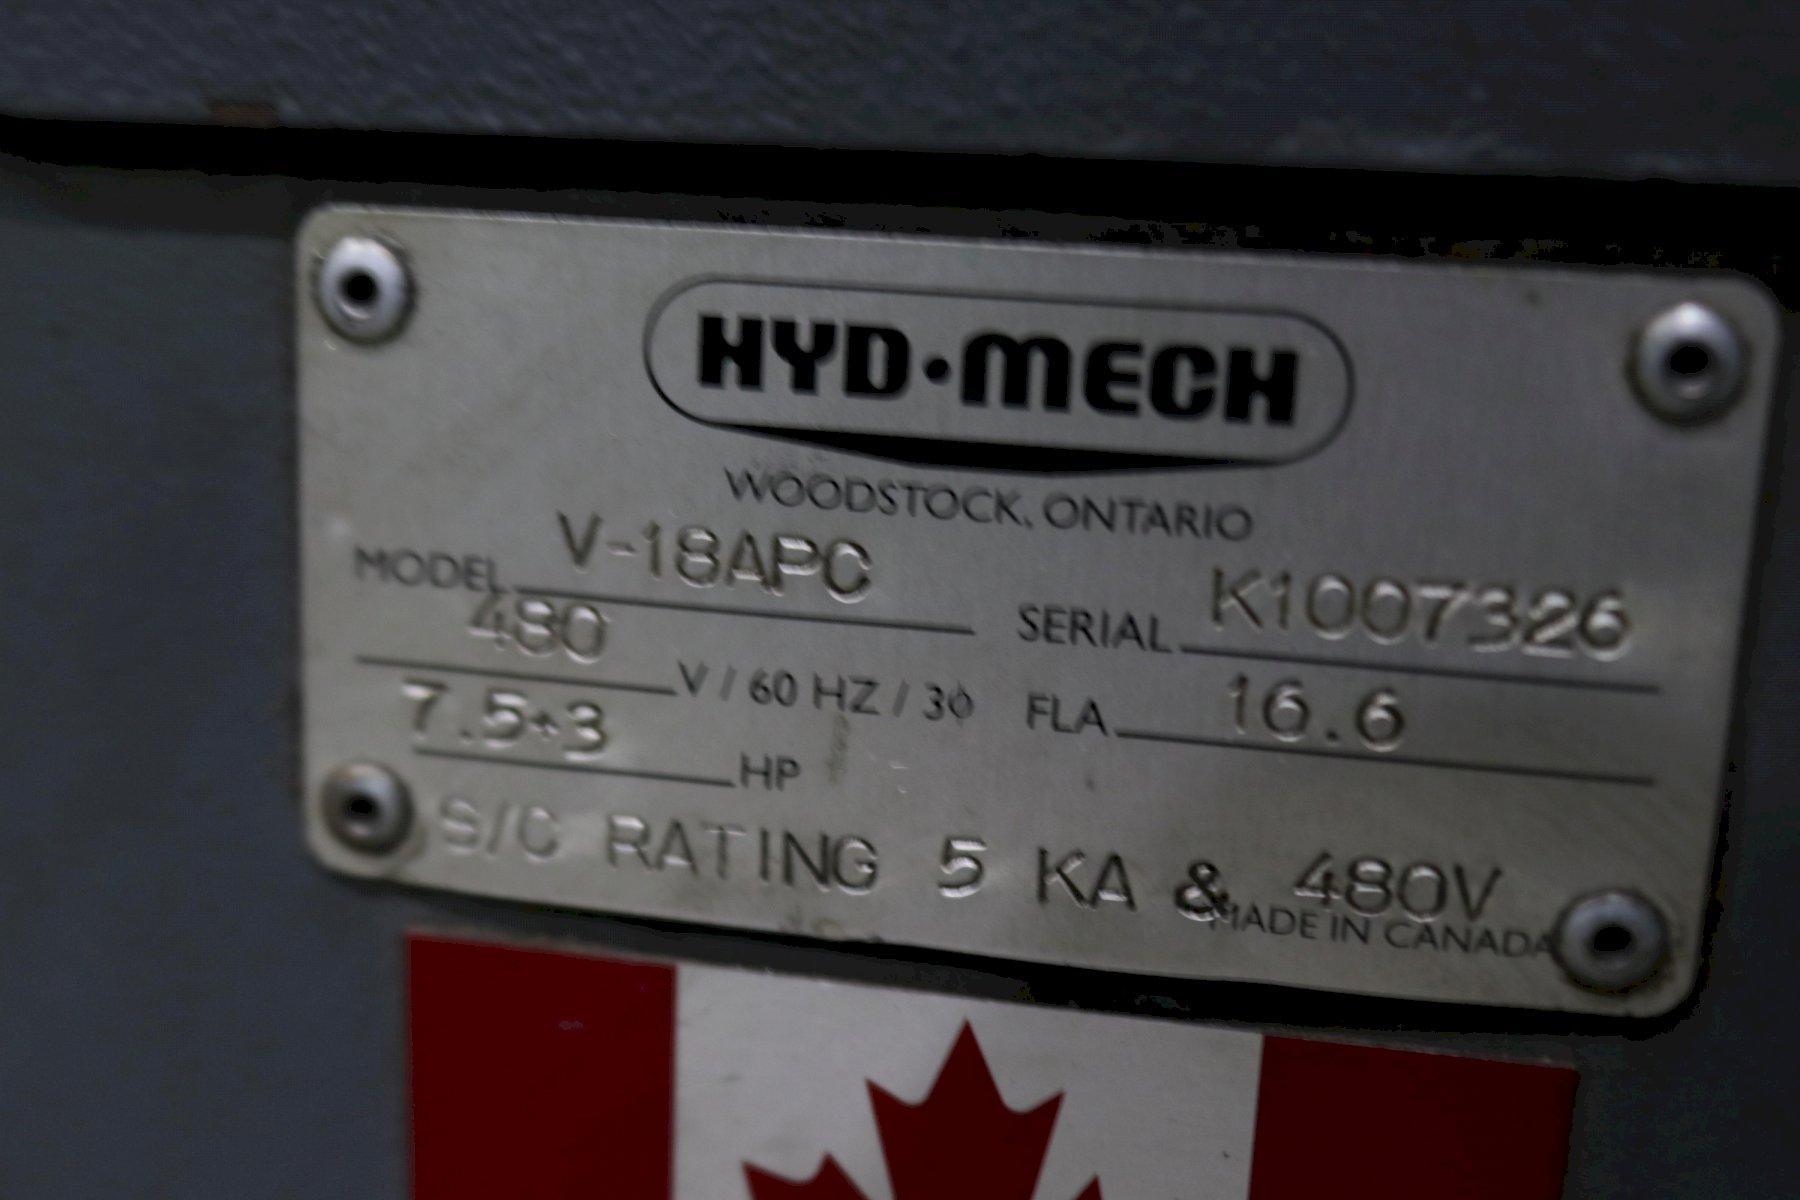 HYD·MECH
WOODSTOCK, ONTARIO
MODEL V-18APC SERIAL K1007326
480 V / 60 HZ / 3Φ FLA 16.6
7.5+3 HP
S/C RATING 5 KA & 480V
MADE IN CANADA